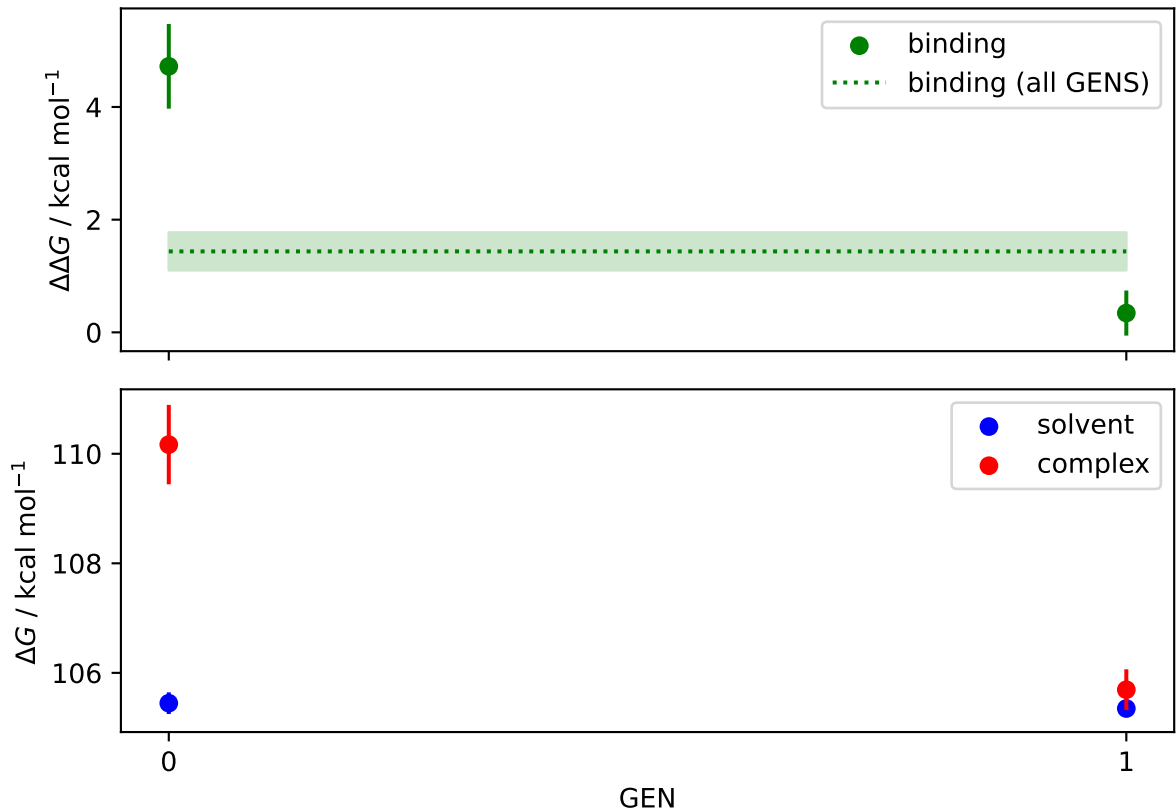 binding
binding (all GENS)
ΔΔG / kcal mol⁻¹
4
2
0
solvent
complex
ΔG / kcal mol⁻¹
110
108
106
0 1
GEN